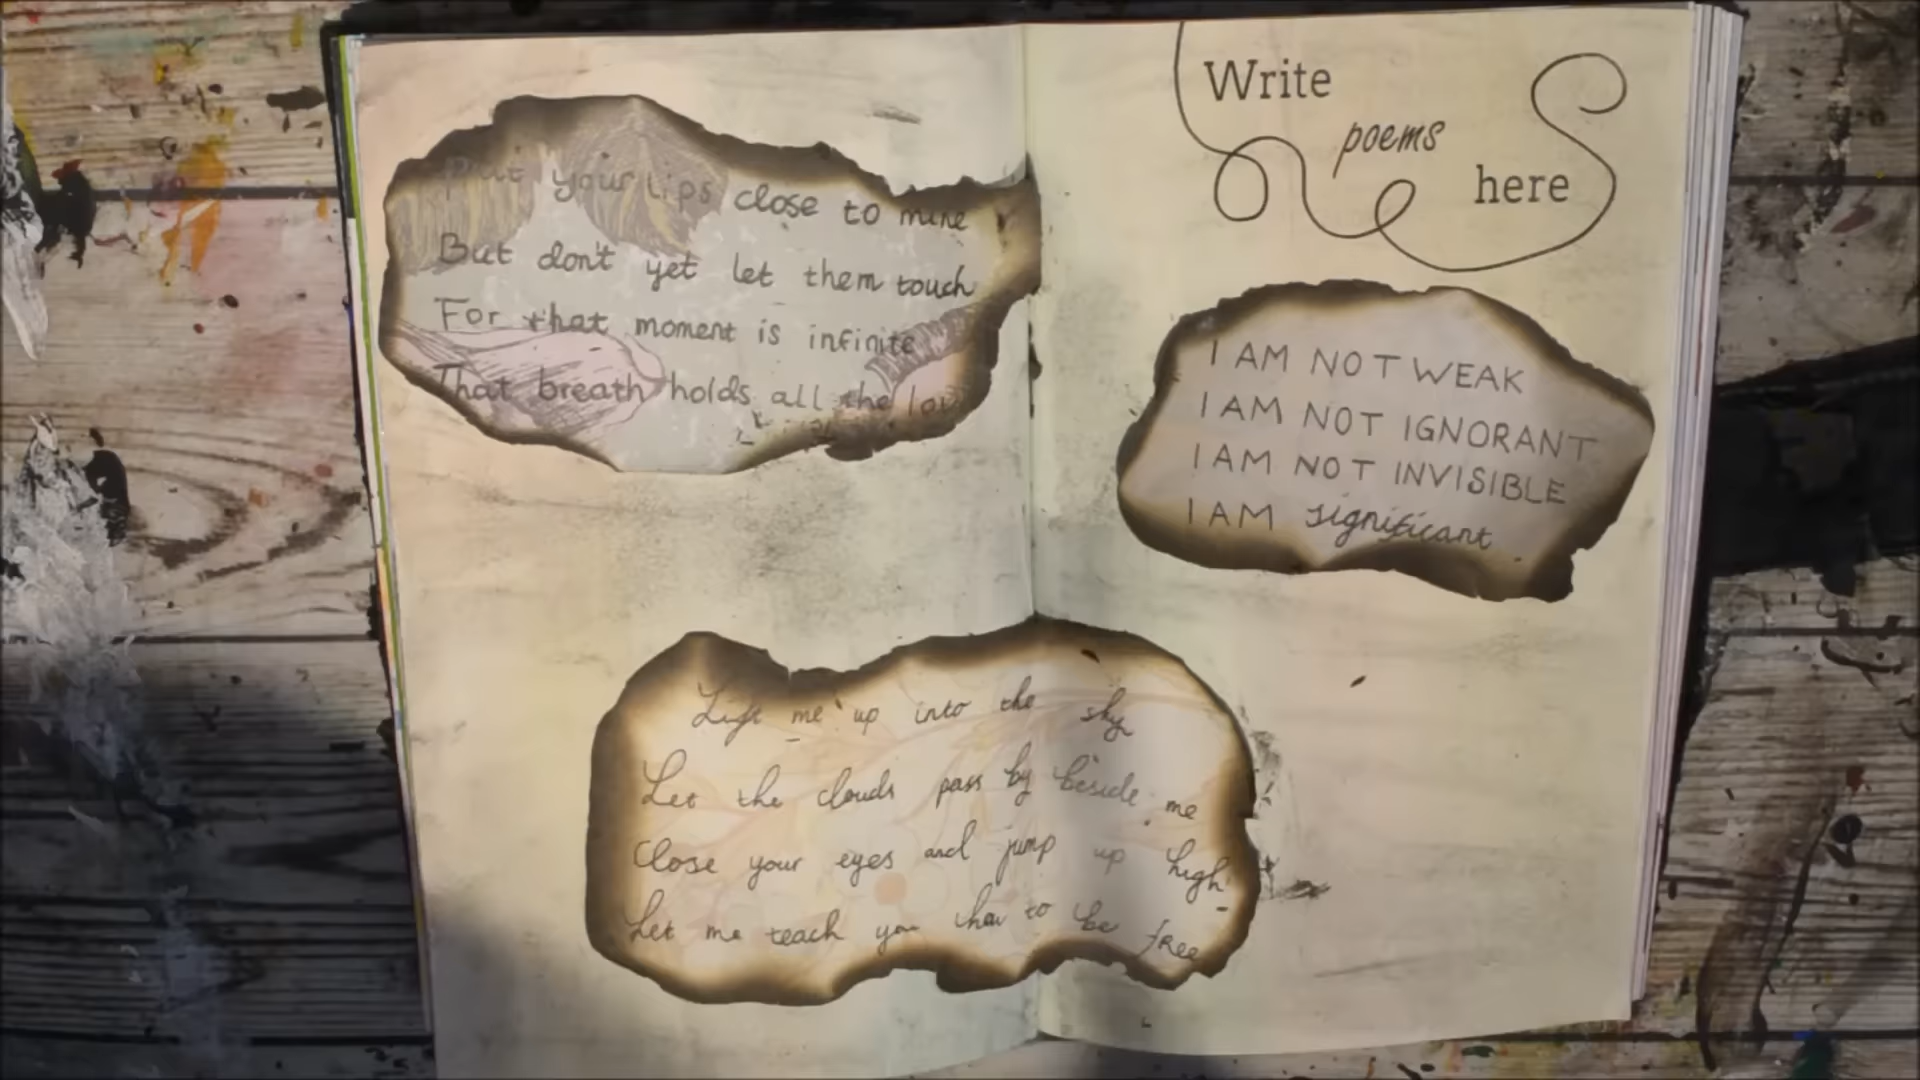 Put your lips close to mine
But don't yet let them touch
For that moment is infinite
That breath holds all the
Write
poems
here
I AM NOT WEAK
I AM NOT IGNORANT
I AM NOT INVISIBLE
I AM significant
Lift me up into the sky
Let the clouds pass by beside me
Close your eyes and jump up high
Let me teach you how to be free